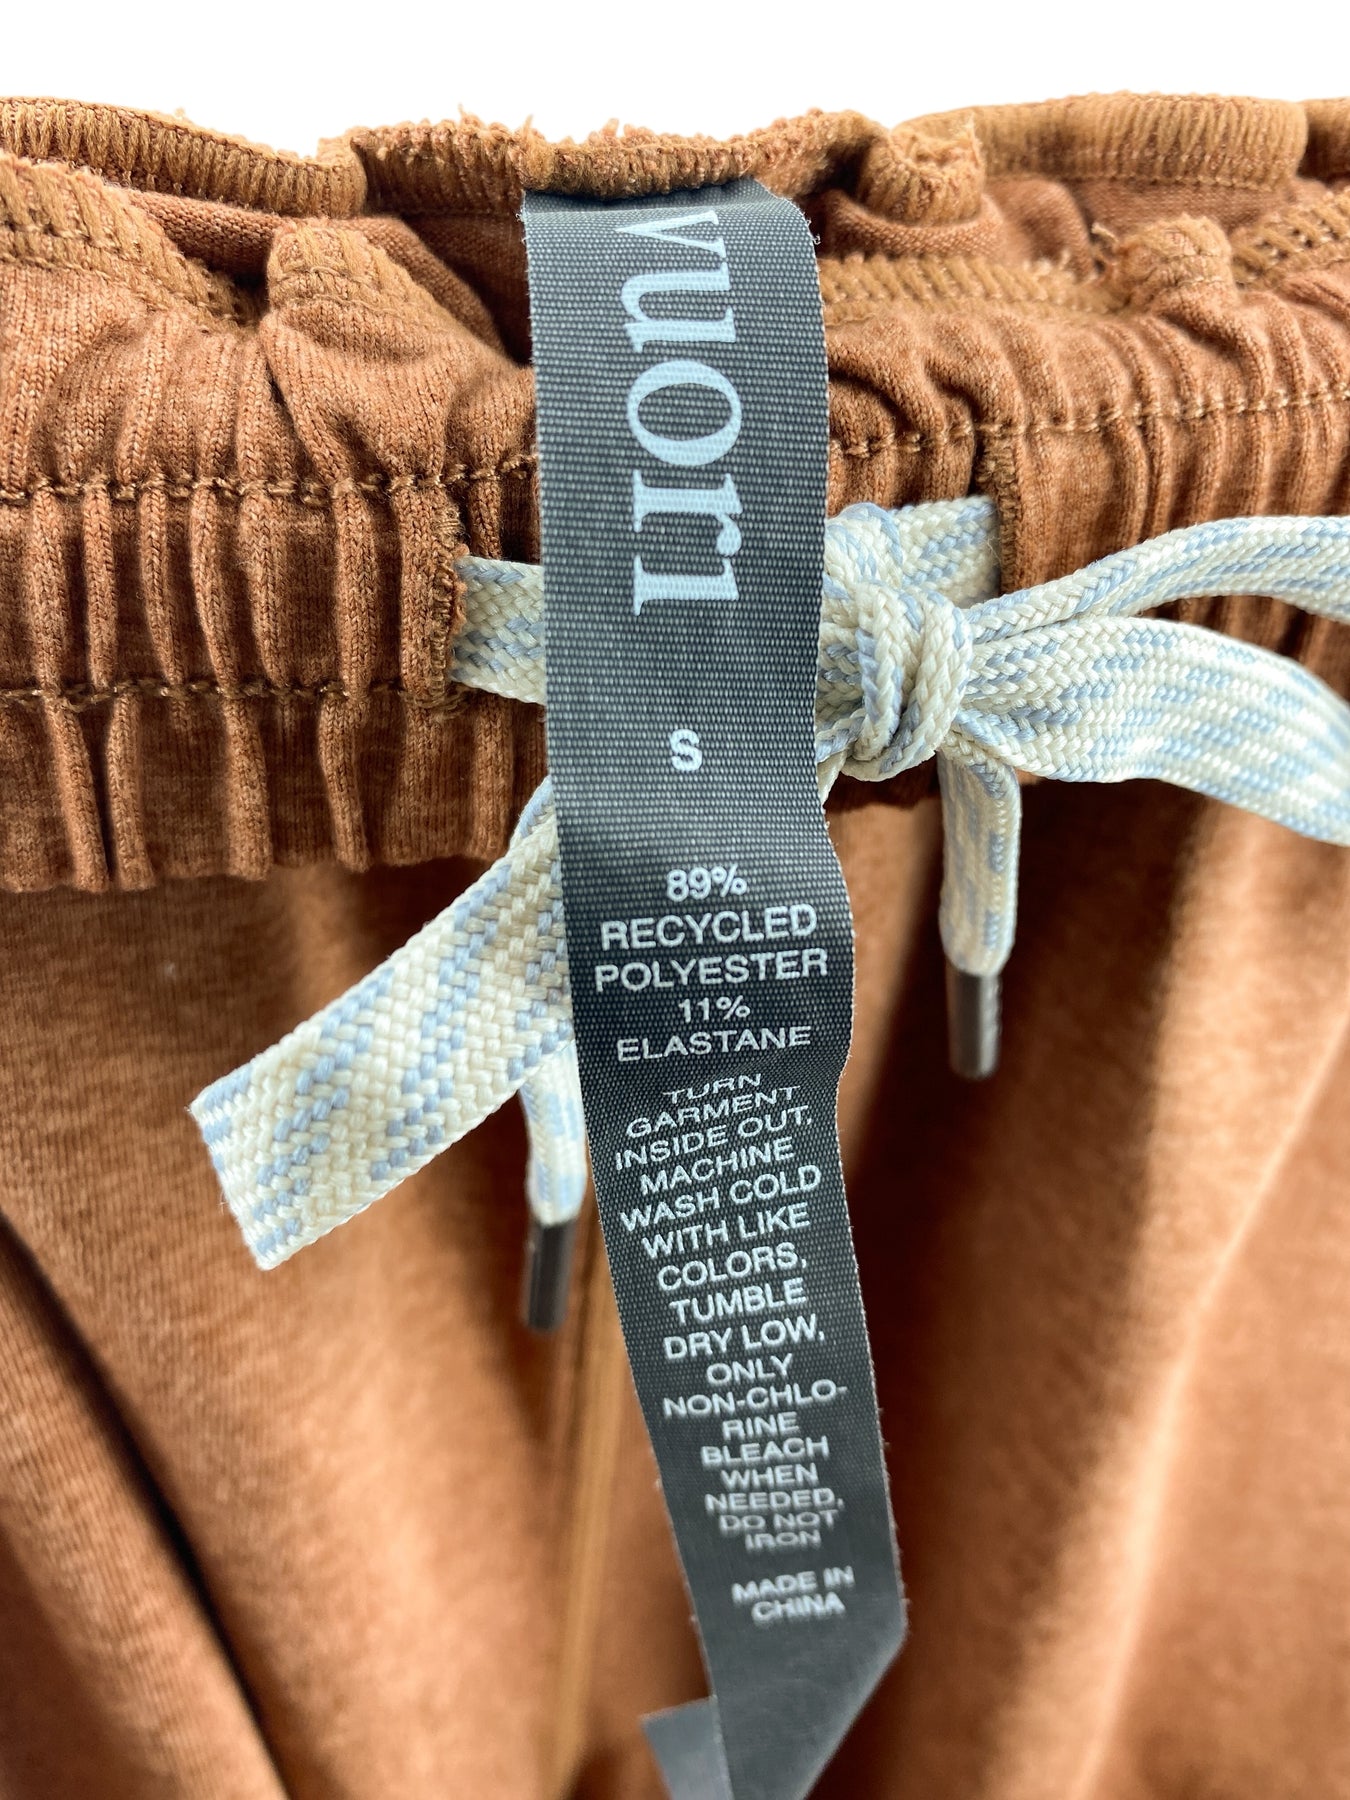 vuori
S
89%
RECYCLED
POLYESTER
11%
ELASTANE
TURN
GARMENT
INSIDE OUT,
MACHINE
WASH COLD
WITH LIKE
COLORS,
TUMBLE
DRY LOW,
ONLY
NON-CHLO-
RINE
BLEACH
WHEN
NEEDED,
DO NOT
IRON
MADE IN
CHINA